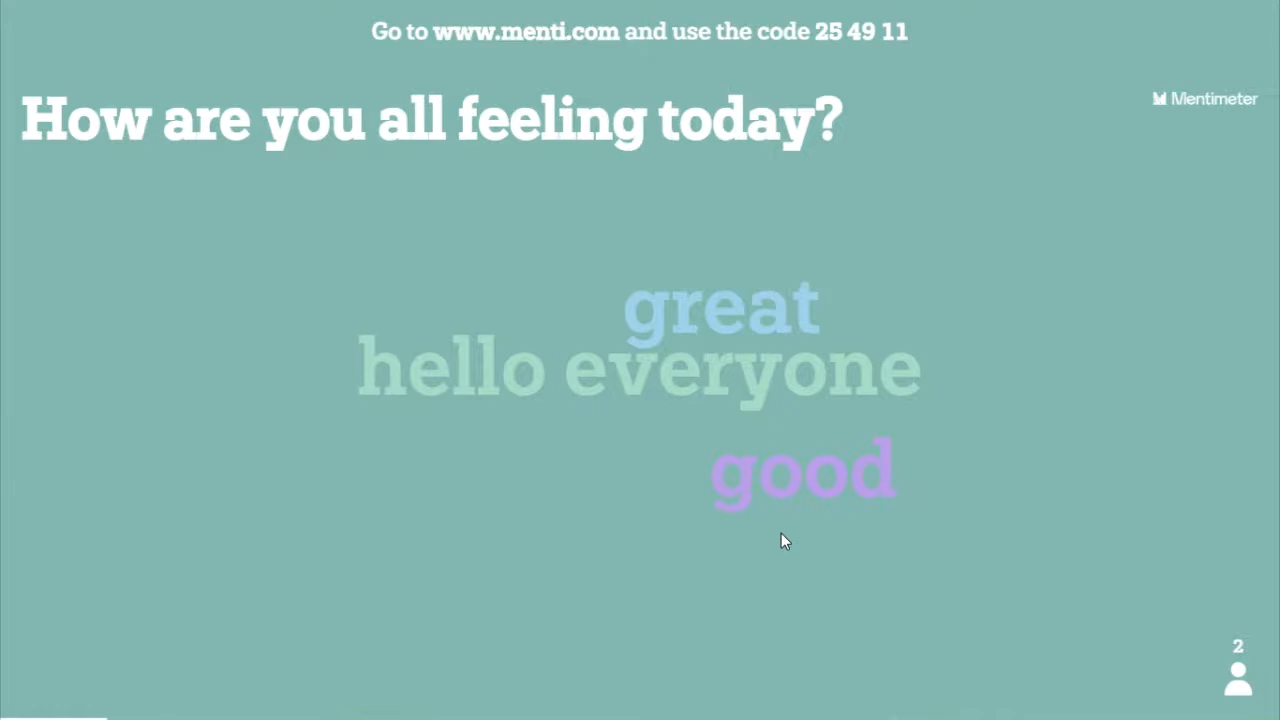 Go to www.menti.com and use the code 25 49 11
How are you all feeling today?
Mentimeter
great
hello everyone
good
2